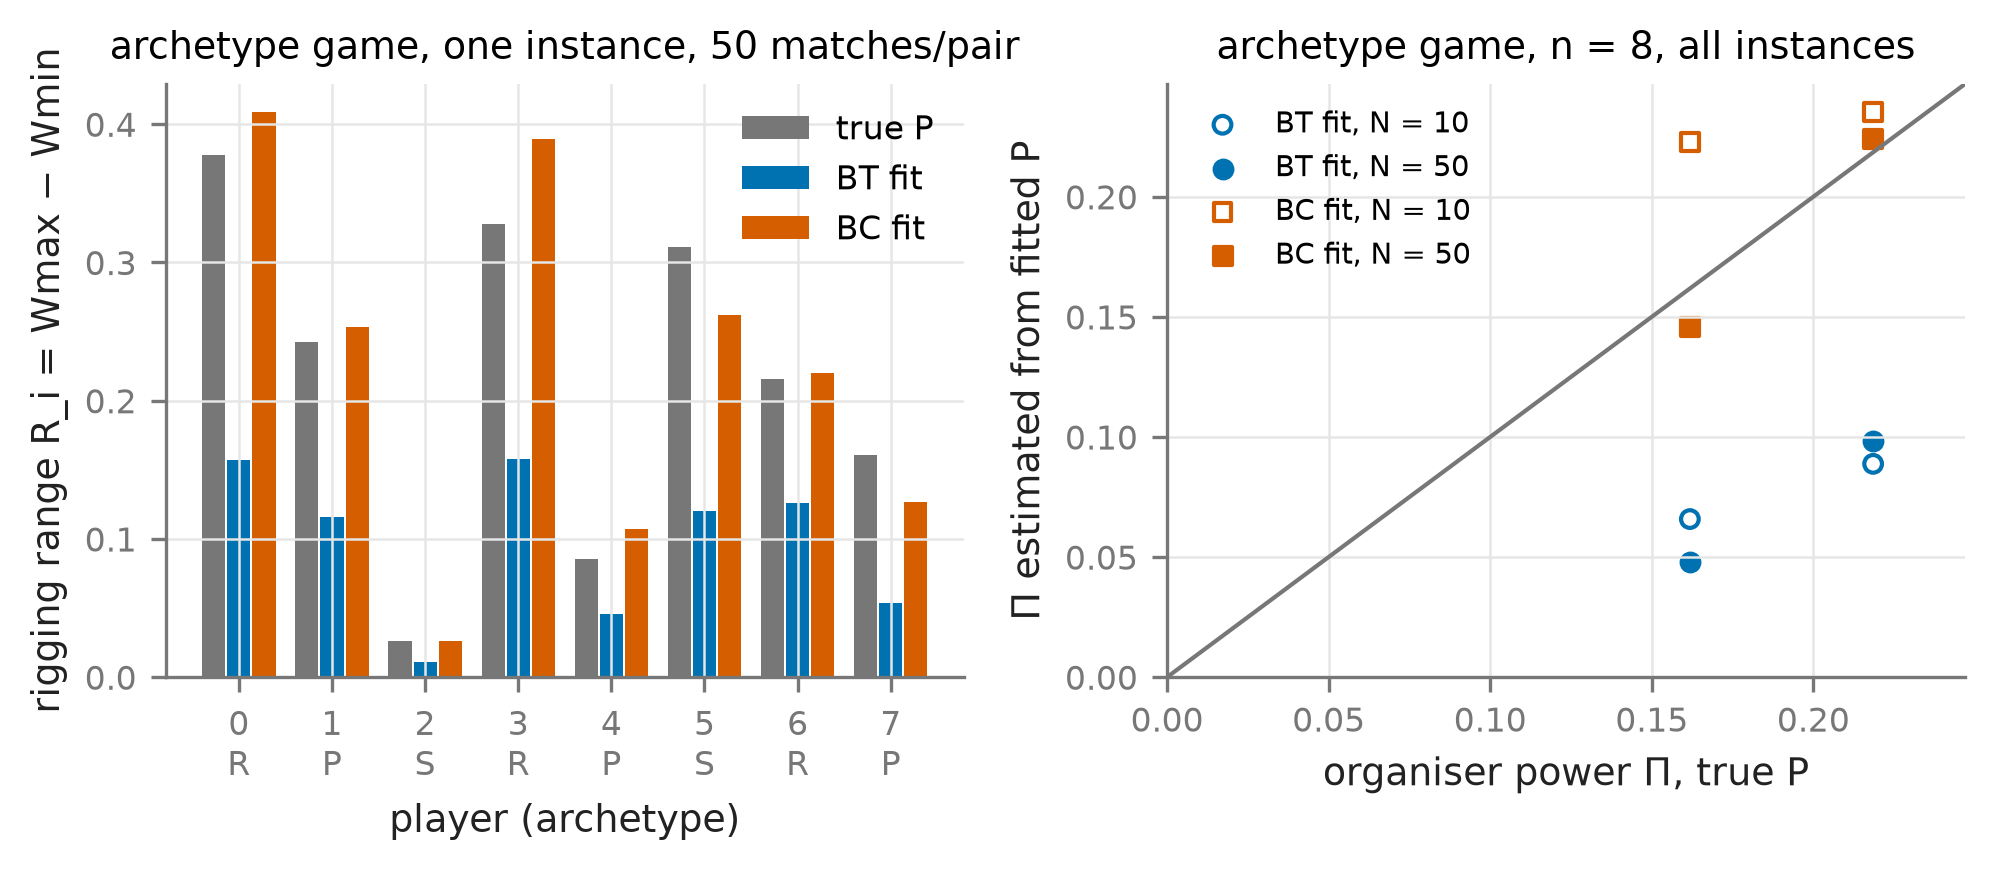 archetype game, one instance, 50 matches/pair
rigging range R_i = Wmax − Wmin
0.4
0.3
0.2
0.1
0.0
true P
BT fit
BC fit
0 1 2 3 4 5 6 7
R P S R P S R P
player (archetype)
archetype game, n = 8, all instances
Π estimated from fitted P
0.20
0.15
0.10
0.05
0.00
BT fit, N = 10
BT fit, N = 50
BC fit, N = 10
BC fit, N = 50
0.00 0.05 0.10 0.15 0.20
organiser power Π, true P